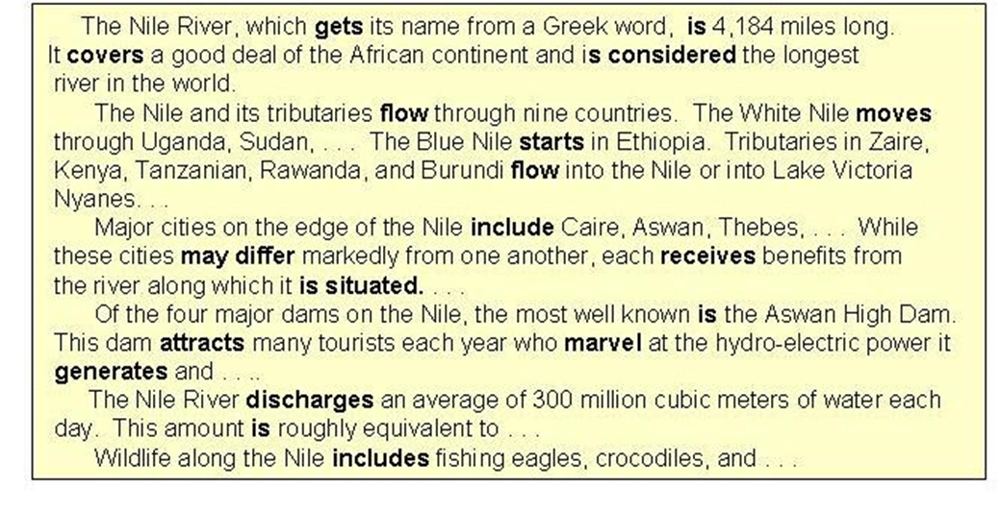 The Nile River, which gets its name from a Greek word, is 4,184 miles long.
It covers a good deal of the African continent and is considered the longest
river in the world.
The Nile and its tributaries flow through nine countries. The White Nile moves
through Uganda, Sudan, . . . The Blue Nile starts in Ethiopia. Tributaries in Zaire,
Kenya, Tanzanian, Rawanda, and Burundi flow into the Nile or into Lake Victoria
Nyanes. . .
Major cities on the edge of the Nile include Caire, Aswan, Thebes, . . . While
these cities may differ markedly from one another, each receives benefits from
the river along which it is situated. . . .
Of the four major dams on the Nile, the most well known is the Aswan High Dam.
This dam attracts many tourists each year who marvel at the hydro-electric power it
generates and . . ..
The Nile River discharges an average of 300 million cubic meters of water each
day. This amount is roughly equivalent to . . .
Wildlife along the Nile includes fishing eagles, crocodiles, and . . .